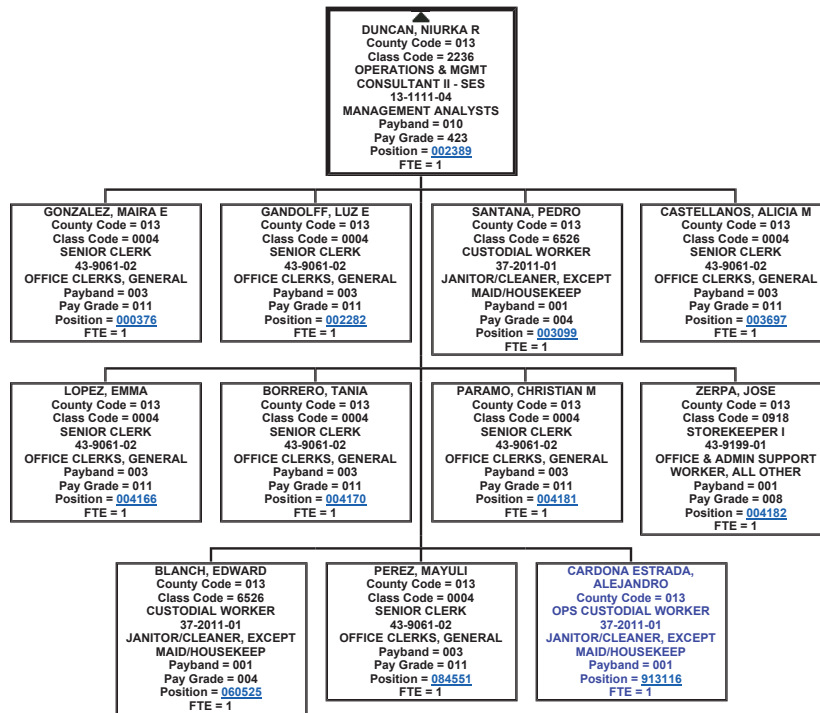 DUNCAN, NIURKA R
County Code = 013
Class Code = 2236
OPERATIONS & MGMT
CONSULTANT II - SES
13-1111-04
MANAGEMENT ANALYSTS
Payband = 010
Pay Grade = 423
Position = 002389
FTE = 1
GONZALEZ, MAIRA E
County Code = 013
Class Code = 0004
SENIOR CLERK
43-9061-02
OFFICE CLERKS, GENERAL
Payband = 003
Pay Grade = 011
Position = 000376
FTE = 1
GANDOLFF, LUZ E
County Code = 013
Class Code = 0004
SENIOR CLERK
43-9061-02
OFFICE CLERKS, GENERAL
Payband = 003
Pay Grade = 011
Position = 002282
FTE = 1
SANTANA, PEDRO
County Code = 013
Class Code = 6526
CUSTODIAL WORKER
37-2011-01
JANITOR/CLEANER, EXCEPT
MAID/HOUSEKEEP
Payband = 001
Pay Grade = 004
Position = 003099
FTE = 1
CASTELLANOS, ALICIA M
County Code = 013
Class Code = 0004
SENIOR CLERK
43-9061-02
OFFICE CLERKS, GENERAL
Payband = 003
Pay Grade = 011
Position = 003697
FTE = 1
LOPEZ, EMMA
County Code = 013
Class Code = 0004
SENIOR CLERK
43-9061-02
OFFICE CLERKS, GENERAL
Payband = 003
Pay Grade = 011
Position = 004166
FTE = 1
BORRERO, TANIA
County Code = 013
Class Code = 0004
SENIOR CLERK
43-9061-02
OFFICE CLERKS, GENERAL
Payband = 003
Pay Grade = 011
Position = 004170
FTE = 1
PARAMO, CHRISTIAN M
County Code = 013
Class Code = 0004
SENIOR CLERK
43-9061-02
OFFICE CLERKS, GENERAL
Payband = 003
Pay Grade = 011
Position = 004181
FTE = 1
ZERPA, JOSE
County Code = 013
Class Code = 0918
STOREKEEPER I
43-9199-01
OFFICE & ADMIN SUPPORT
WORKER, ALL OTHER
Payband = 001
Pay Grade = 008
Position = 004182
FTE = 1
BLANCH, EDWARD
County Code = 013
Class Code = 6526
CUSTODIAL WORKER
37-2011-01
JANITOR/CLEANER, EXCEPT
MAID/HOUSEKEEP
Payband = 001
Pay Grade = 004
Position = 060525
FTE = 1
PEREZ, MAYULI
County Code = 013
Class Code = 0004
SENIOR CLERK
43-9061-02
OFFICE CLERKS, GENERAL
Payband = 003
Pay Grade = 011
Position = 084551
FTE = 1
CARDONA ESTRADA,
ALEJANDRO
County Code = 013
OPS CUSTODIAL WORKER
37-2011-01
JANITOR/CLEANER, EXCEPT
MAID/HOUSEKEEP
Payband = 001
Position = 913116
FTE = 1